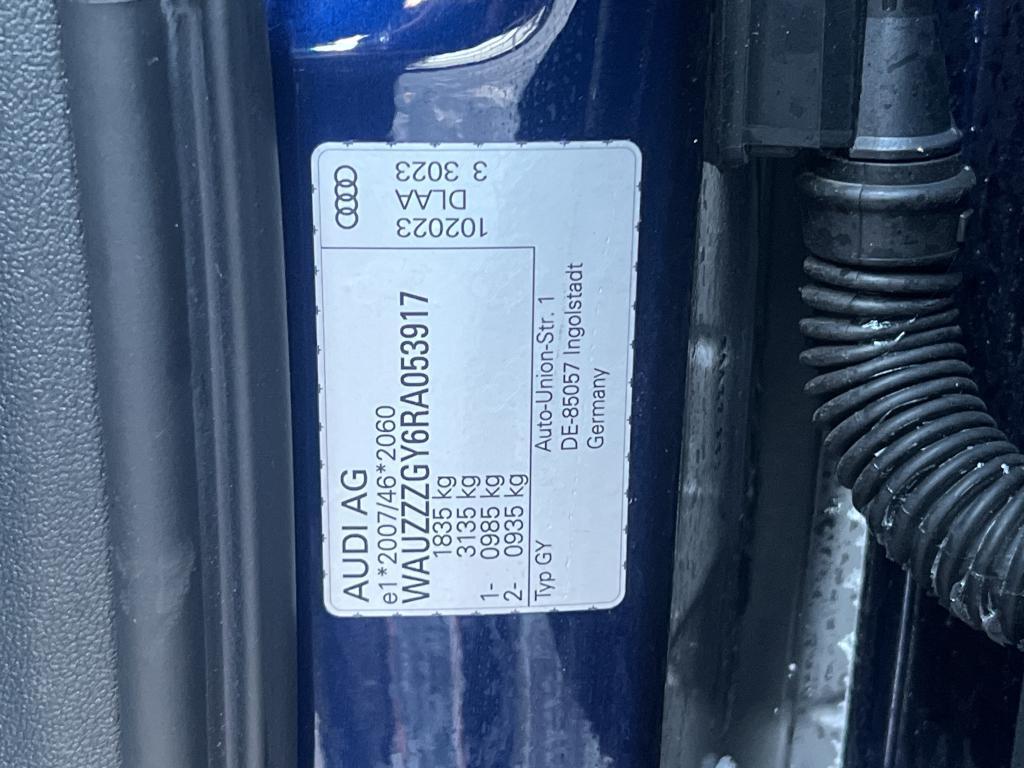 AUDI AG
e1*2007/46*2060
WAUZZZGY6RA053917
1835 kg
3135 kg
1- 0985 kg
2- 0935 kg
Typ GY
Auto-Union-Str. 1
DE-85057 Ingolstadt
Germany
102023
DLAA
3 3023